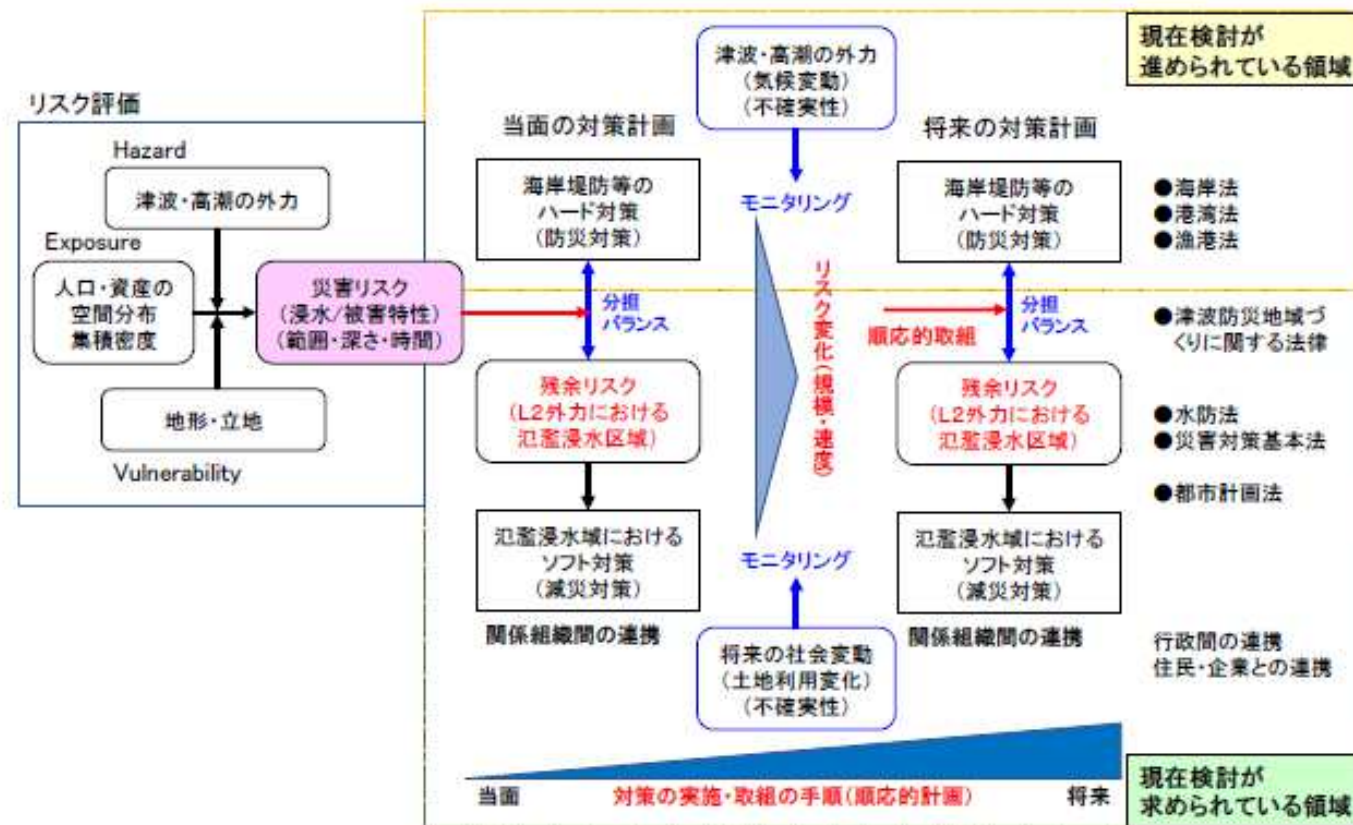 現在検討が
進められている領域
リスク評価
Hazard
津波・高潮の外力
Exposure
人口・資産の
空間分布
集積密度
災害リスク
(浸水/被害特性)
(範囲・深さ・時間)
地形・立地
Vulnerability
当面の対策計画
海岸堤防等の
ハード対策
(防災対策)
分担
バランス
残余リスク
(L2外力における
氾濫浸水区域)
氾濫浸水域における
ソフト対策
(減災対策)
関係組織間の連携
津波・高潮の外力
(気候変動)
(不確実性)
モニタリング
リスク変化(規模・速度)
順応的取組
モニタリング
将来の社会変動
(土地利用変化)
(不確実性)
将来の対策計画
海岸堤防等の
ハード対策
(防災対策)
分担
バランス
残余リスク
(L2外力における
氾濫浸水区域)
氾濫浸水域における
ソフト対策
(減災対策)
関係組織間の連携
●海岸法
●港湾法
●漁港法
●津波防災地域づ
くりに関する法律
●水防法
●災害対策基本法
●都市計画法
行政間の連携
住民・企業との連携
当面
対策の実施・取組の手順(順応的計画)
将来
現在検討が
求められている領域